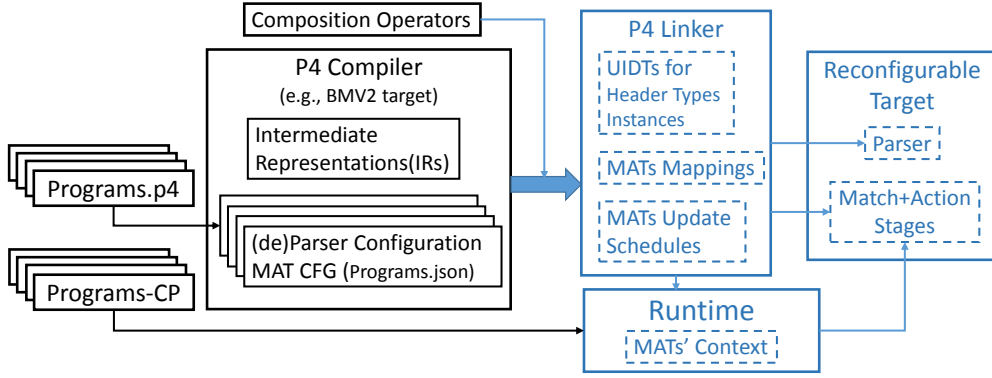 Composition Operators
P4 Compiler
(e.g., BMV2 target)
Intermediate
Representations(IRs)
Programs.p4
(de)Parser Configuration
MAT CFG (Programs.json)
Programs-CP
P4 Linker
UIDTs for
Header Types
Instances
MATs Mappings
MATs Update
Schedules
Runtime
MATs' Context
Reconfigurable
Target
Parser
Match+Action
Stages